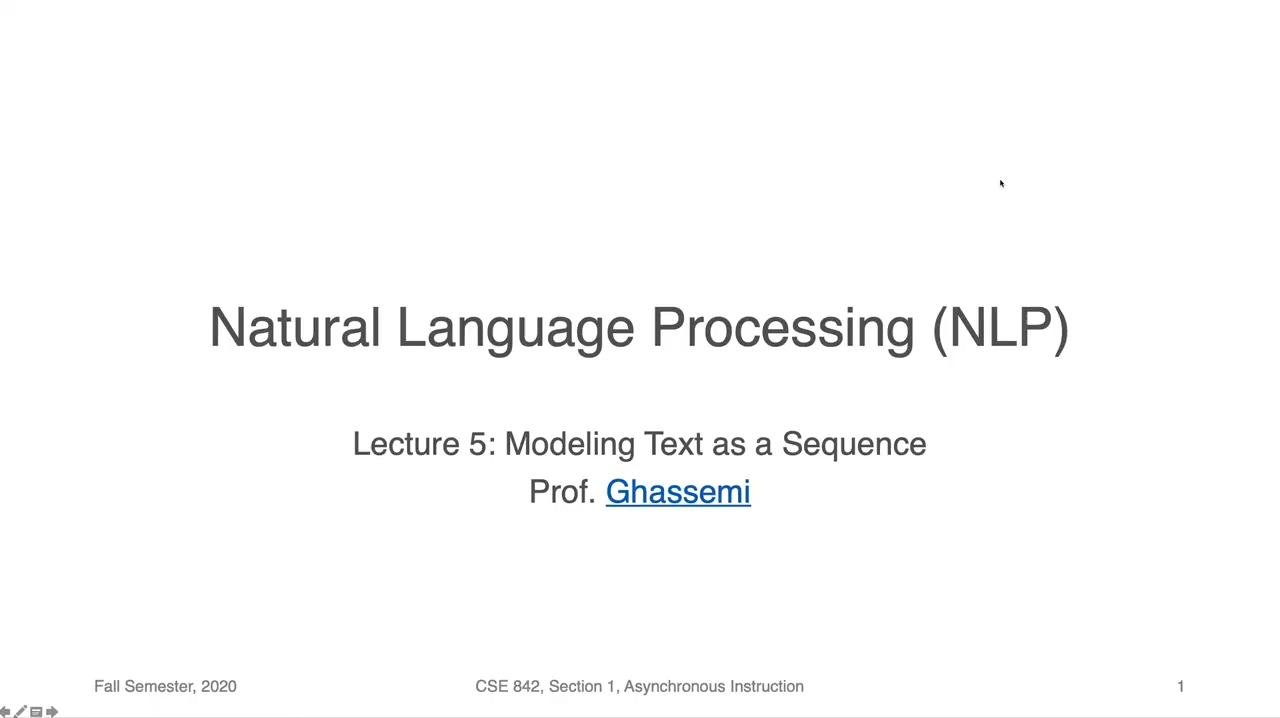 Natural Language Processing (NLP)
Lecture 5: Modeling Text as a Sequence
Prof. Ghassemi
Fall Semester, 2020
CSE 842, Section 1, Asynchronous Instruction
1